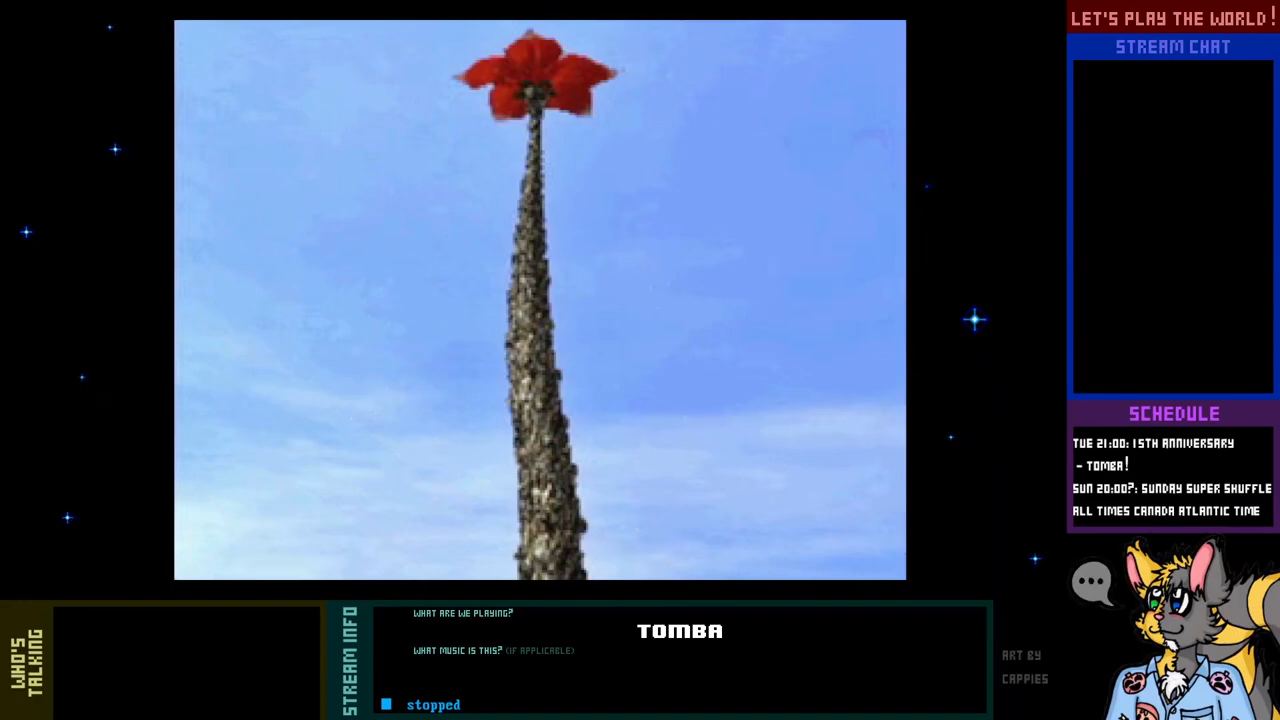 LET'S PLAY THE WORLD!
STREAM CHAT
SCHEDULE
TUE 21:00: 15TH ANNIVERSARY
- TOMBA!
SUN 20:00?: SUNDAY SUPER SHUFFLE
ALL TIMES CANADA ATLANTIC TIME
WHO'S
TALKING
STREAM INFO
WHAT ARE WE PLAYING?
TOMBA
WHAT MUSIC IS THIS? (IF APPLICABLE)
stopped
ART BY
CAPPIES